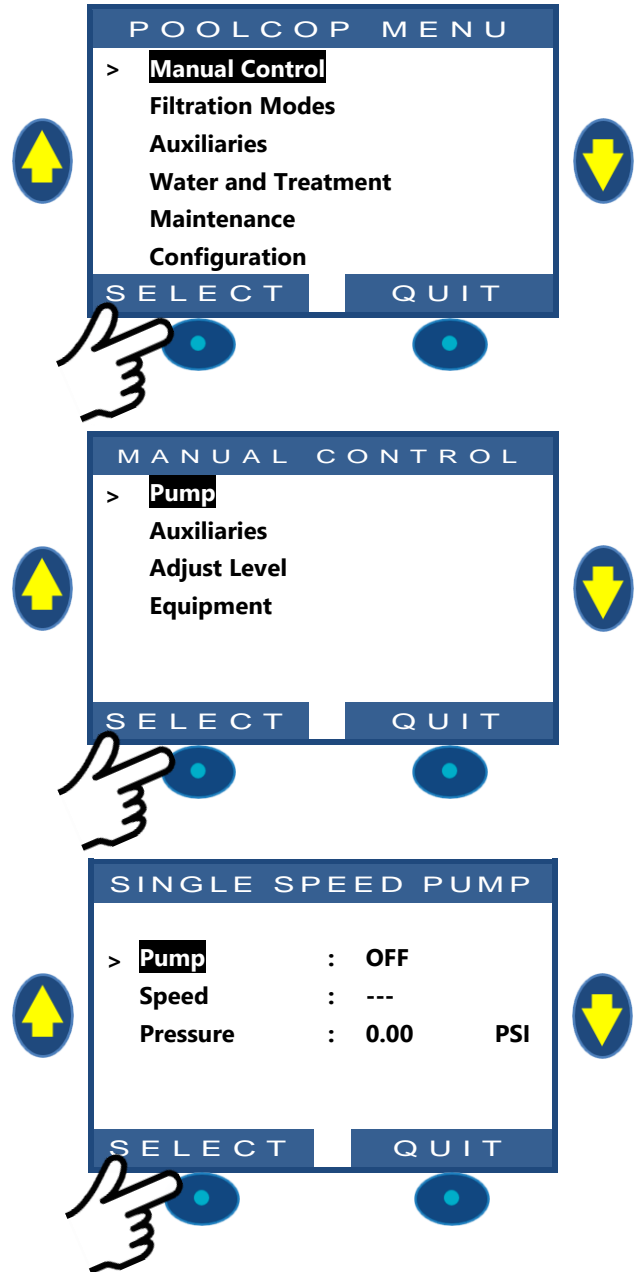 POOLCOP MENU
> Manual Control
Filtration Modes
Auxiliaries
Water and Treatment
Maintenance
Configuration
SELECT QUIT
MANUAL CONTROL
> Pump
Auxiliaries
Adjust Level
Equipment
SELECT QUIT
SINGLE SPEED PUMP
> Pump : OFF
Speed : ---
Pressure : 0.00 PSI
SELECT QUIT